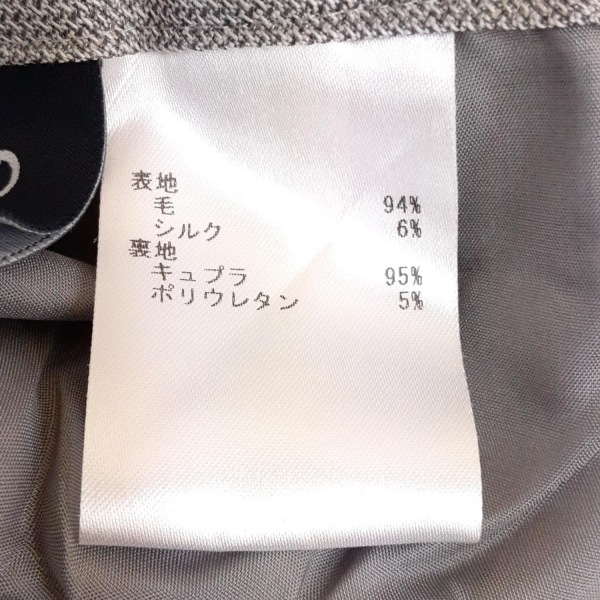 表地
毛 94%
シルク 6%
裏地
キュプラ 95%
ポリウレタン 5%